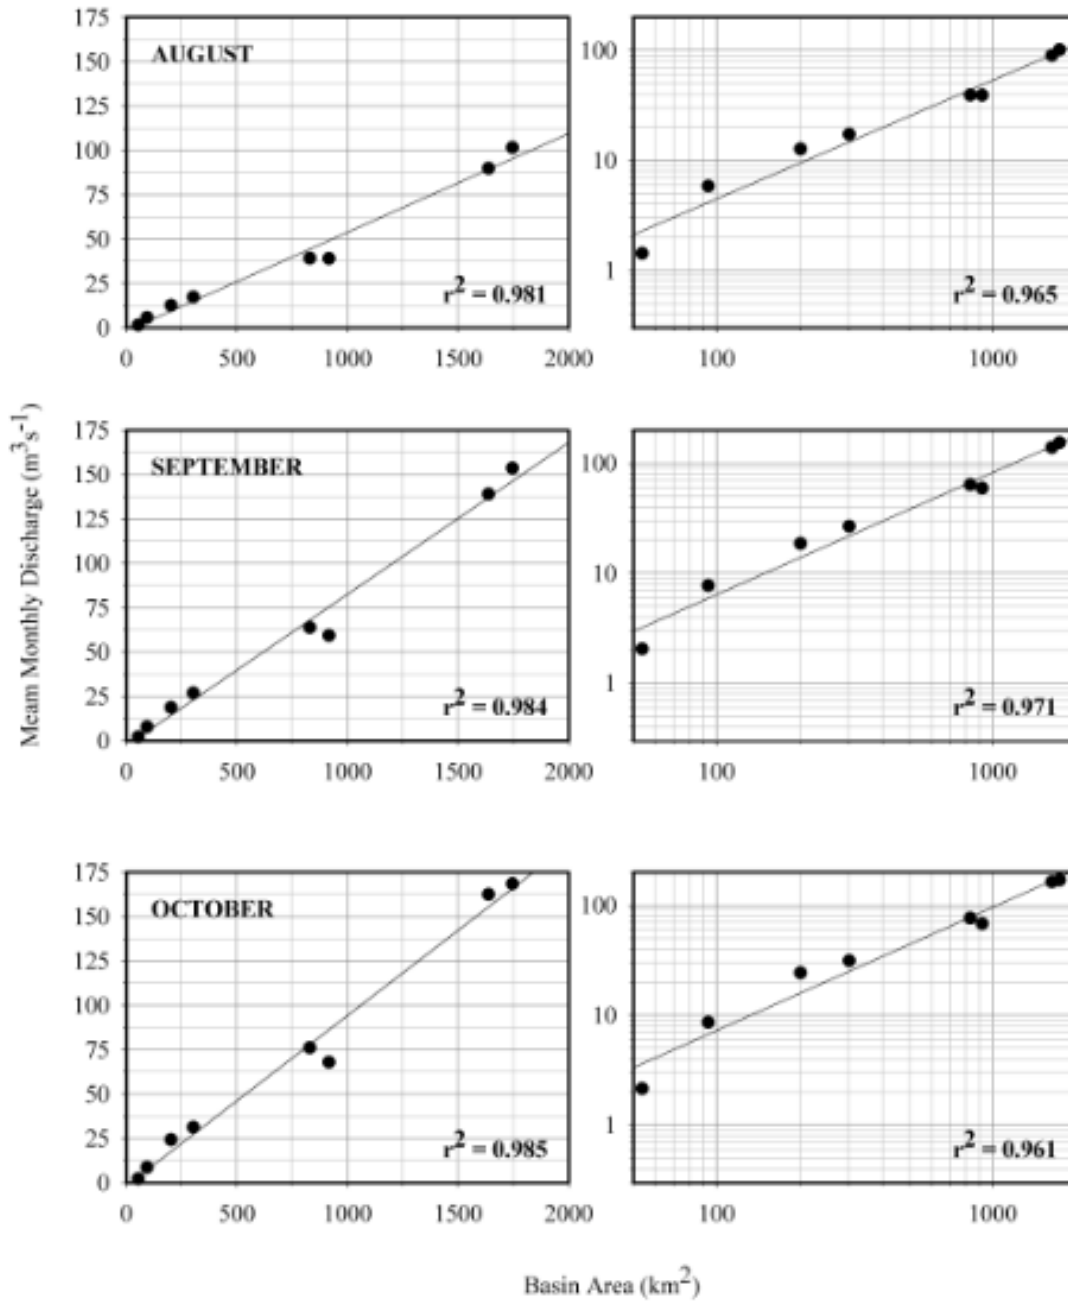 175
150
125
100
75
50
25
0
AUGUST
r² = 0.981
0 500 1000 1500 2000
100
10
1
r² = 0.965
100 1000
Meam Monthly Discharge (m³s⁻¹)
175
150
125
100
75
50
25
0
SEPTEMBER
r² = 0.984
0 500 1000 1500 2000
100
10
1
r² = 0.971
100 1000
175
150
125
100
75
50
25
0
OCTOBER
r² = 0.985
0 500 1000 1500 2000
100
10
1
r² = 0.961
100 1000
Basin Area (km²)